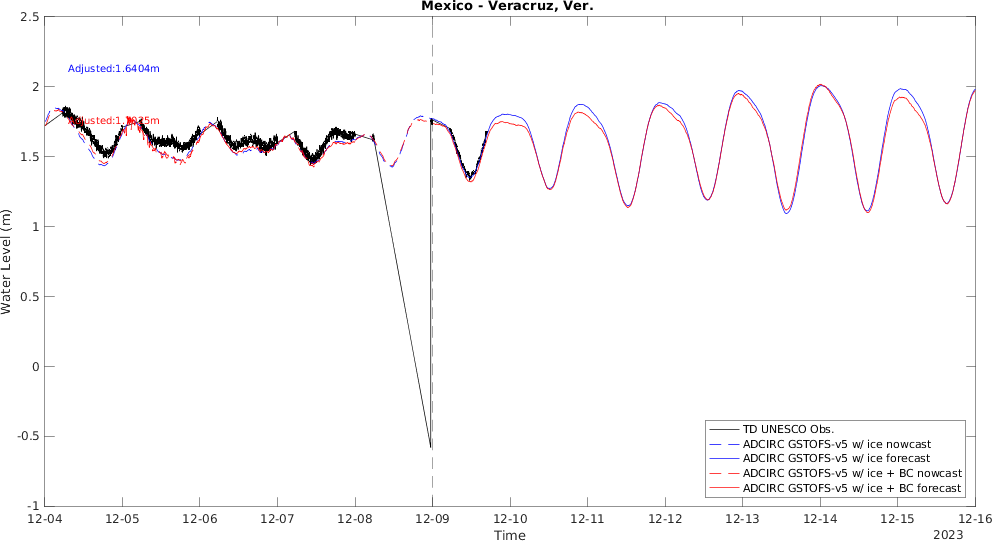 Mexico - Veracruz, Ver.
2.5
2
1.5
1
0.5
0
-0.5
-1
Water Level (m)
Adjusted:1.6404m
TD UNESCO Obs.
ADCIRC GSTOFS-v5 w/ ice nowcast
ADCIRC GSTOFS-v5 w/ ice forecast
ADCIRC GSTOFS-v5 w/ ice + BC nowcast
ADCIRC GSTOFS-v5 w/ ice + BC forecast
12-04 12-05 12-06 12-07 12-08 12-09 12-10 12-11 12-12 12-13 12-14 12-15 12-16
Time
2023